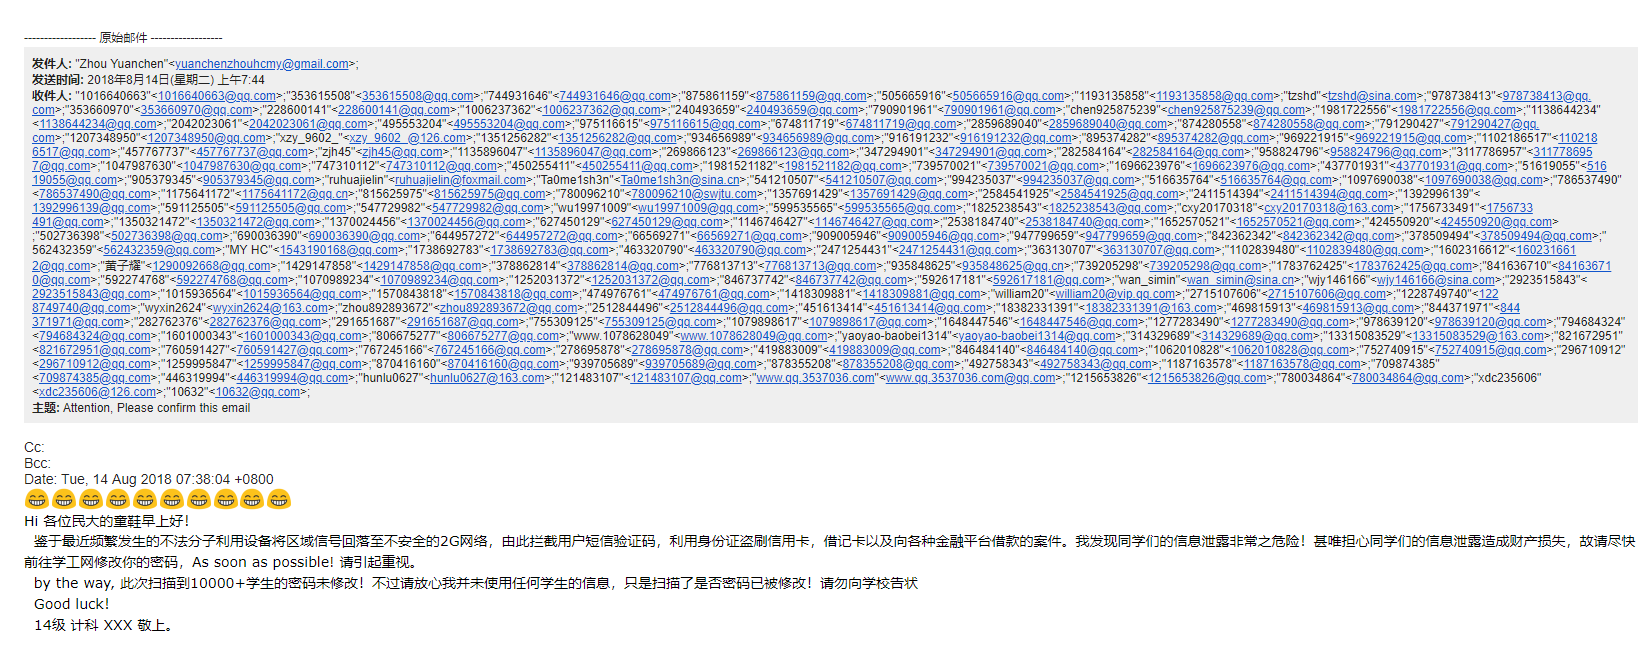 ------------------ 原始邮件 ------------------
发件人: "Zhou Yuanchen"<yuanchenzhouhcmy@gmail.com>;
发送时间: 2018年8月14日(星期二) 上午7:44
收件人: "1016640663"<1016640663@qq.com>;"353615508"<353615508@qq.com>;"744931646"<744931646@qq.com>;"875861159"<875861159@qq.com>;"505665916"<505665916@qq.com>;"1193135858"<1193135858@qq.com>;"tzshd"<tzshd@sina.com>;"978738413"<978738413@qq.
com>;"353660970"<353660970@qq.com>;"228600141"<228600141@qq.com>;"1006237362"<1006237362@qq.com>;"240493659"<240493659@qq.com>;"790901961"<790901961@qq.com>;"chen925875239"<chen925875239@qq.com>;"1981722556"<1981722556@qq.com>;"1138644234"
<1138644234@qq.com>;"2042023061"<2042023061@qq.com>;"495553204"<495553204@qq.com>;"975116615"<975116615@qq.com>;"674811719"<674811719@qq.com>;"2859689040"<2859689040@qq.com>;"874280558"<874280558@qq.com>;"791290427"<791290427@qq.
com>;"1207348950"<1207348950@qq.com>;"xzy_9602_"<xzy_9602_@126.com>;"1351256282"<1351256282@qq.com>;"934656989"<934656989@qq.com>;"916191232"<916191232@qq.com>;"895374282"<895374282@qq.com>;"969221915"<969221915@qq.com>;"1102186517"<110218
6517@qq.com>;"457767737"<457767737@qq.com>;"zjh45"<zjh45@qq.com>;"1135896047"<1135896047@qq.com>;"269866123"<269866123@qq.com>;"347294901"<347294901@qq.com>;"282584164"<282584164@qq.com>;"958824796"<958824796@qq.com>;"3117786957"<311778695
7@qq.com>;"1047987630"<1047987630@qq.com>;"747310112"<747310112@qq.com>;"450255411"<450255411@qq.com>;"1981521182"<1981521182@qq.com>;"739570021"<739570021@qq.com>;"1696623976"<1696623976@qq.com>;"437701931"<437701931@qq.com>;"51619055"<516
19055@qq.com>;"905379345"<905379345@qq.com>;"ruhuajielin"<ruhuajielin@foxmail.com>;"Ta0me1sh3n"<Ta0me1sh3n@sina.cn>;"541210507"<541210507@qq.com>;"994235037"<994235037@qq.com>;"516635764"<516635764@qq.com>;"1097690038"<1097690038@qq.com>;"786537490"
<786537490@qq.com>;"1175641172"<1175641172@qq.cn>;"815625975"<815625975@qq.com>;"780096210"<780096210@swjtu.com>;"1357691429"<1357691429@qq.com>;"2584541925"<2584541925@qq.com>;"2411514394"<2411514394@qq.com>;"1392996139"<
1392996139@qq.com>;"591125505"<591125505@qq.com>;"547729982"<547729982@qq.com>;"wu19971009"<wu19971009@qq.com>;"599535565"<599535565@qq.com>;"1825238543"<1825238543@qq.com>;"cxy20170318"<cxy20170318@163.com>;"1756733491"<1756733
491@qq.com>;"1350321472"<1350321472@qq.com>;"1370024456"<1370024456@qq.com>;"627450129"<627450129@qq.com>;"1146746427"<1146746427@qq.com>;"2538184740"<2538184740@qq.com>;"1652570521"<1652570521@qq.com>;"424550920"<424550920@qq.com>
;"502736398"<502736398@qq.com>;"690036390"<690036390@qq.com>;"644957272"<644957272@qq.com>;"66569271"<66569271@qq.com>;"909005946"<909005946@qq.com>;"947799659"<947799659@qq.com>;"842362342"<842362342@qq.com>;"378509494"<378509494@qq.com>;"
562432359"<562432359@qq.com>;"MY HC"<1543190168@qq.com>;"1738692783"<1738692783@qq.com>;"463320790"<463320790@qq.com>;"2471254431"<2471254431@qq.com>;"363130707"<363130707@qq.com>;"1102839480"<1102839480@qq.com>;"1602316612"<160231661
2@qq.com>;"黄子耀"<1290092668@qq.com>;"1429147858"<1429147858@qq.com>;"378862814"<378862814@qq.com>;"776813713"<776813713@qq.com>;"935848625"<935848625@qq.cn>;"739205298"<739205298@qq.com>;"1783762425"<1783762425@qq.com>;"841636710"<84163671
0@qq.com>;"592274768"<592274768@qq.com>;"1070989234"<1070989234@qq.com>;"1252031372"<1252031372@qq.com>;"846737742"<846737742@qq.com>;"592617181"<592617181@qq.com>;"wan_simin"<wan_simin@sina.cn>;"wjy146166"<wjy146166@sina.com>;"2923515843"<
2923515843@qq.com>;"1015936564"<1015936564@qq.com>;"1570843818"<1570843818@qq.com>;"474976761"<474976761@qq.com>;"1418309881"<1418309881@qq.com>;"william20"<william20@vip.qq.com>;"2715107606"<2715107606@qq.com>;"1228749740"<122
8749740@qq.com>;"wyxin2624"<wyxin2624@163.com>;"zhou892893672"<zhou892893672@qq.com>;"2512844496"<2512844496@qq.com>;"451613414"<451613414@qq.com>;"18382331391"<18382331391@163.com>;"469815913"<469815913@qq.com>;"844371971"<844
371971@qq.com>;"282762376"<282762376@qq.com>;"291651687"<291651687@qq.com>;"755309125"<755309125@qq.com>;"1079898617"<1079898617@qq.com>;"1648447546"<1648447546@qq.com>;"1277283490"<1277283490@qq.com>;"978639120"<978639120@qq.com>;"794684324"
<794684324@qq.com>;"1601000343"<1601000343@qq.com>;"806675277"<806675277@qq.com>;"www.1078628049"<www.1078628049@qq.com>;"yaoyao-baobei1314"<yaoyao-baobei1314@qq.com>;"314329689"<314329689@qq.com>;"13315083529"<13315083529@163.com>;"821672951"
<821672951@qq.com>;"760591427"<760591427@qq.com>;"767245166"<767245166@qq.com>;"278695878"<278695878@qq.com>;"419883009"<419883009@qq.com>;"846484140"<846484140@qq.com>;"1062010828"<1062010828@qq.com>;"752740915"<752740915@qq.com>;"296710912"
<296710912@qq.com>;"1259995847"<1259995847@qq.cn>;"870416160"<870416160@qq.com>;"939705689"<939705689@qq.com>;"878355208"<878355208@qq.com>;"492758343"<492758343@qq.com>;"1187163578"<1187163578@qq.com>;"709874385"
<709874385@qq.com>;"446319994"<446319994@qq.com>;"hunlu0627"<hunlu0627@163.com>;"121483107"<121483107@qq.com>;"www.qq.3537036.com"<www.qq.3537036.com@qq.com>;"1215653826"<1215653826@qq.com>;"780034864"<780034864@qq.com>;"xdc235606"
<xdc235606@126.com>;"10632"<10632@qq.com>;
主题: Attention, Please confirm this email
Cc:
Bcc:
Date: Tue, 14 Aug 2018 07:38:04 +0800
😁😁😁😁😁😁😁😁😁😁
Hi 各位民大的童鞋早上好！
鉴于最近频繁发生的不法分子利用设备将区域信号回落至不安全的2G网络，由此拦截用户短信验证码，利用身份证盗刷信用卡，借记卡以及向各种金融平台借款的案件。我发现同学们的信息泄露非常之危险！甚唯担心同学们的信息泄露造成财产损失，故请尽快
前往学工网修改你的密码，As soon as possible! 请引起重视。
by the way, 此次扫描到10000+学生的密码未修改！不过请放心我并未使用任何学生的信息，只是扫描了是否密码已被修改！请勿向学校告状
Good luck!
14级 计科 XXX 敬上。